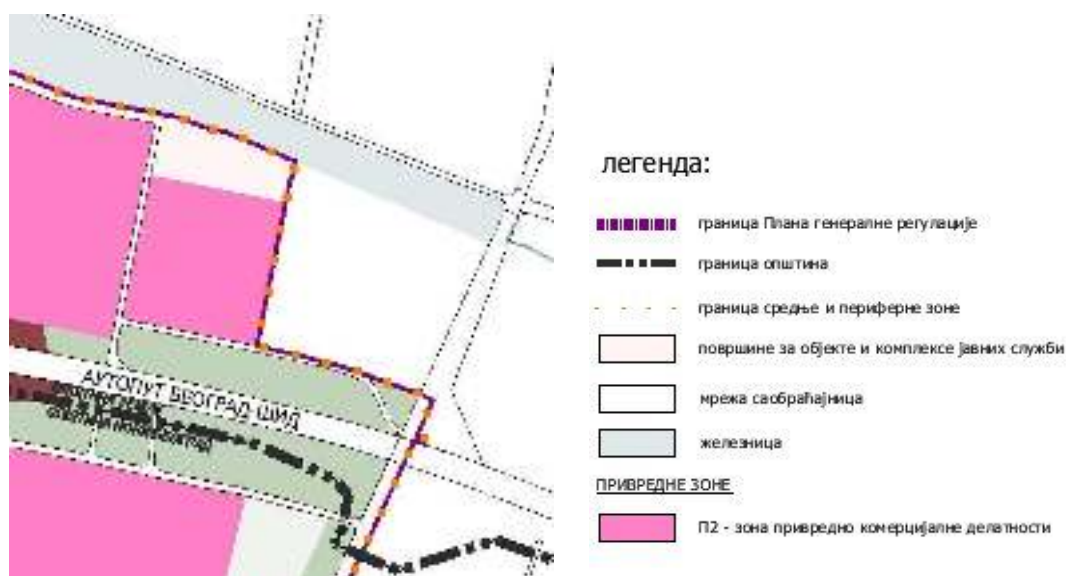 легенда:
граница Плана генералне регулације
граница општина
граница средње и периферне зоне
површине за објекте и комплексе јавних служби
мрежа саобраћајница
железница
ПРИВРЕДНЕ ЗОНЕ
П2 - зона привредно комерцијалне делатности
АУТОПУТ БЕОГРАД ШИД